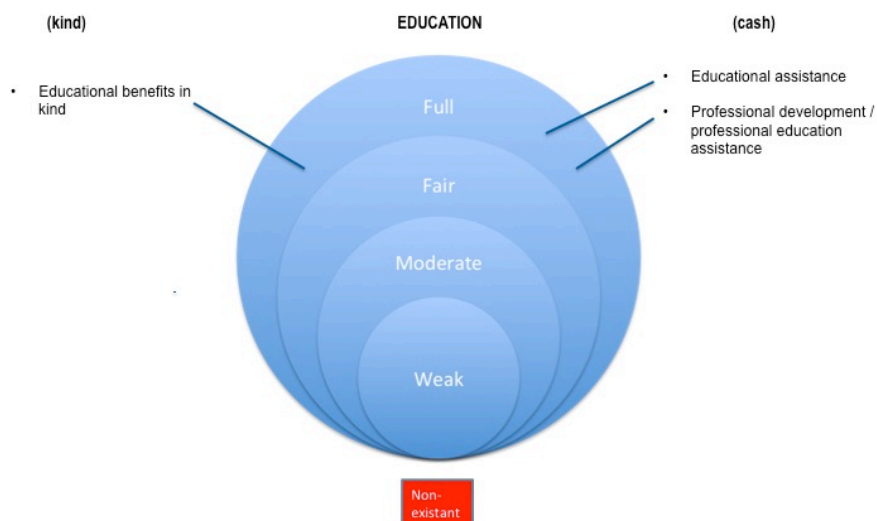 (kind)
EDUCATION
(cash)
• Educational benefits in
kind
• Educational assistance
• Professional development /
professional education
assistance
Full
Fair
Moderate
Weak
Non-
existant